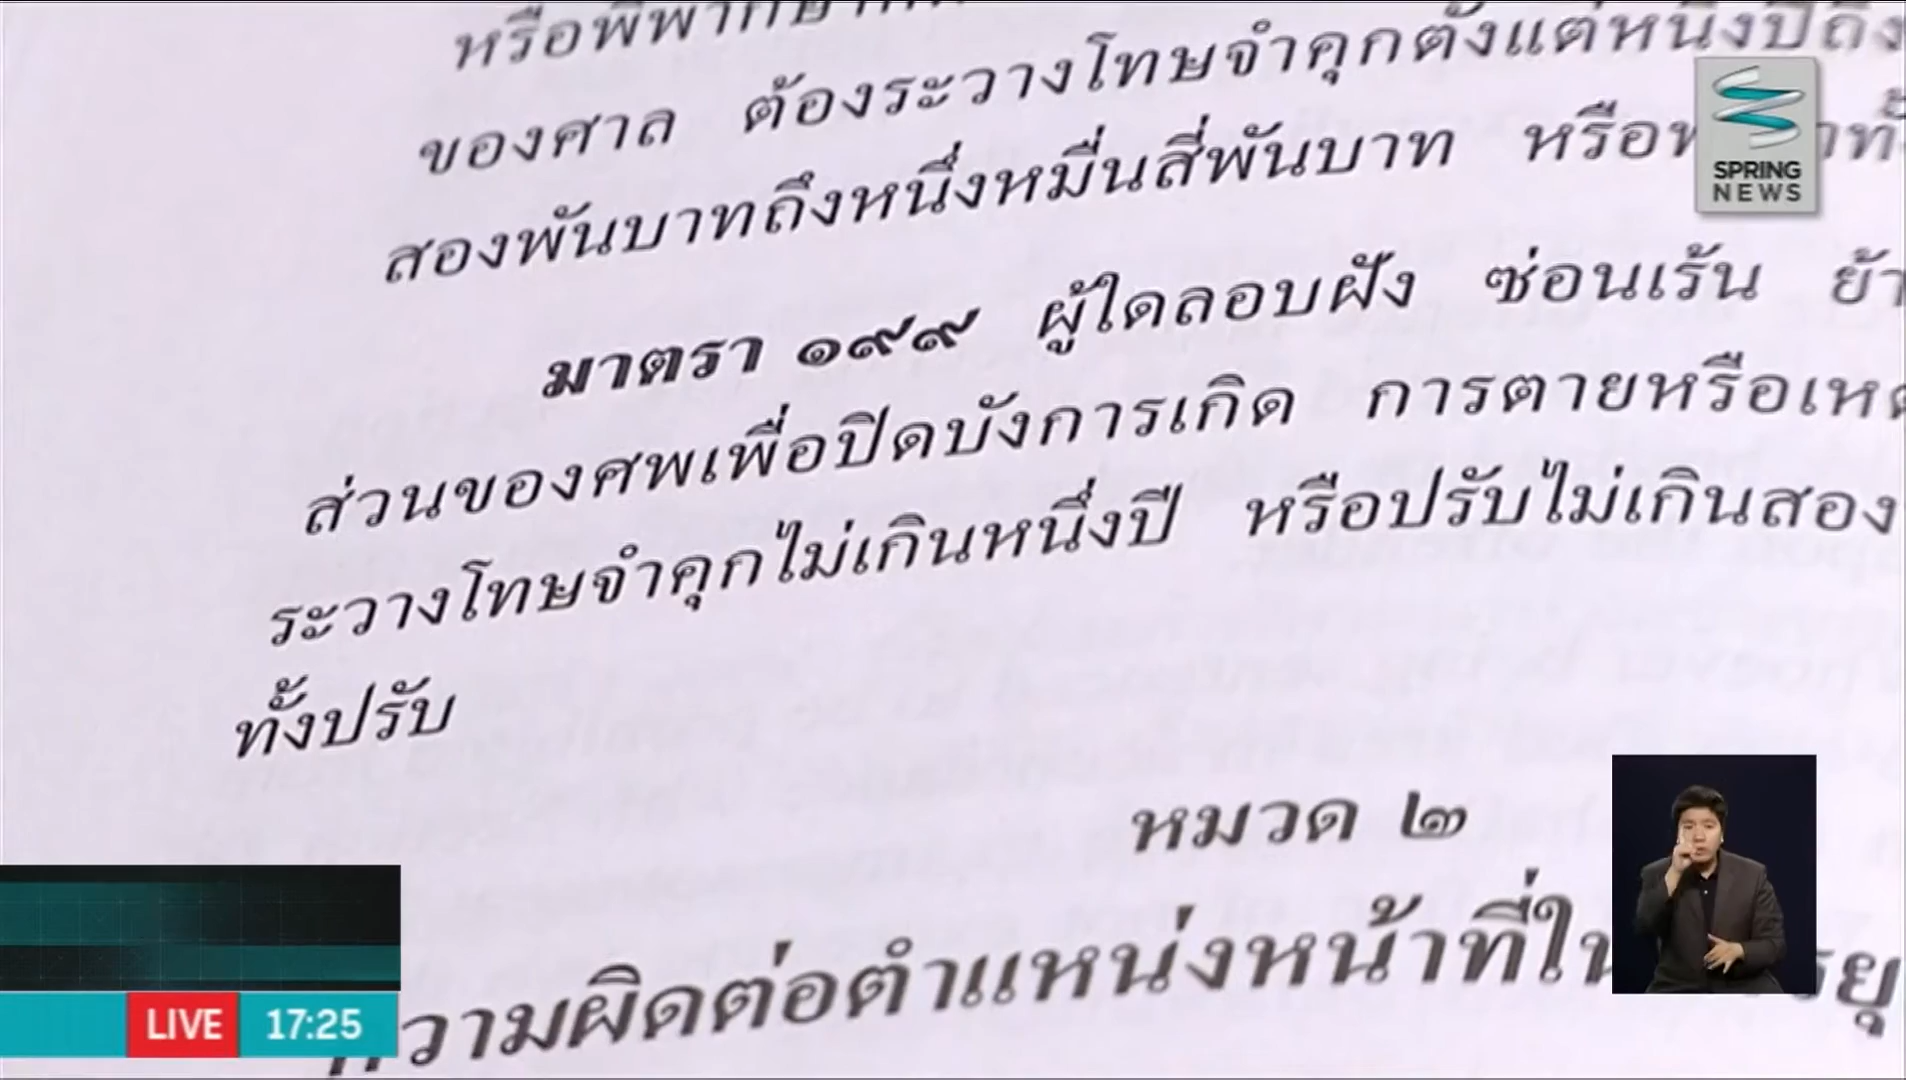 หรือพิพากษา
ของศาล ต้องระวางโทษจำคุกตั้งแต่หนึ่งปีถึง
สองพันบาทถึงหนึ่งหมื่นสี่พันบาท หรือ
SPRING
NEWS
มาตรา ๑๙๙ ผู้ใดลอบฝัง ซ่อนเร้น
ส่วนของศพเพื่อปิดบังการเกิด การตายหรือ
ระวางโทษจำคุกไม่เกินหนึ่งปี หรือปรับไม่เกินสอง
ทั้งปรับ
หมวด ๒
ความผิดต่อตำแหน่งหน้าที่ใน
LIVE 17:25